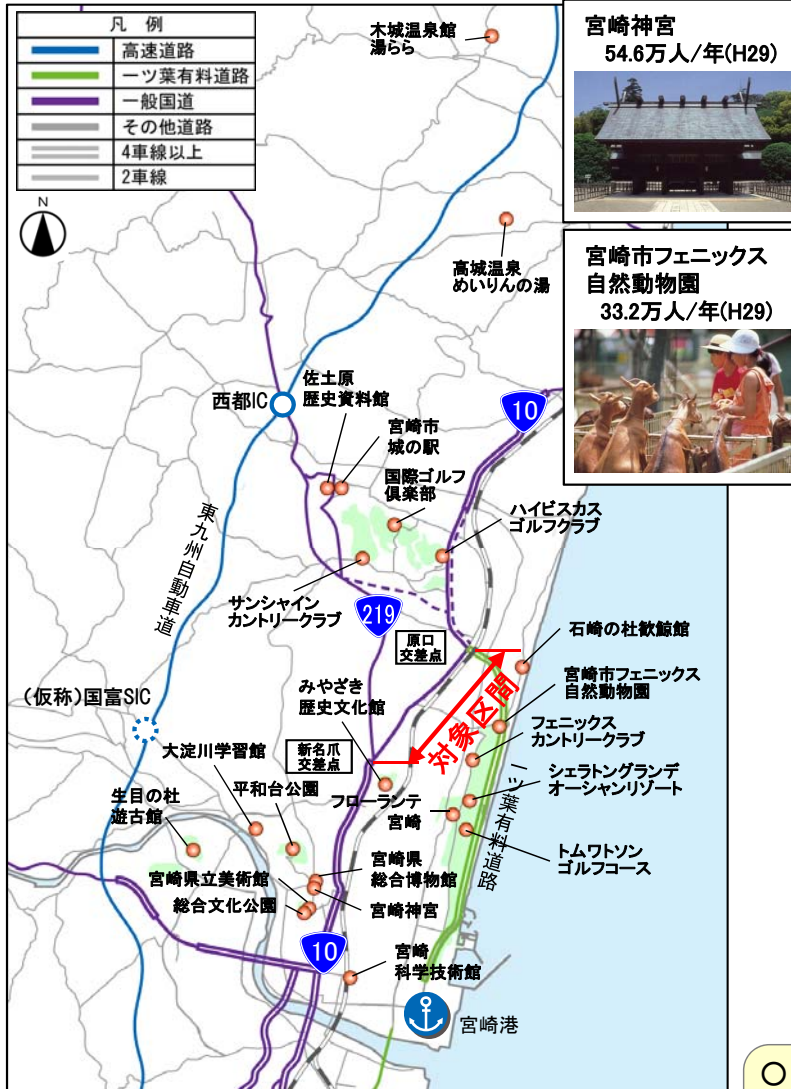 凡 例
高速道路
一ツ葉有料道路
一般国道
その他道路
4車線以上
2車線
N
木城温泉館
湯らら
宮崎神宮
54.6万人/年(H29)
高城温泉
めいりんの湯
宮崎市フェニックス
自然動物園
33.2万人/年(H29)
西都IC
佐土原
歴史資料館
宮崎市
城の駅
10
国際ゴルフ
倶楽部
ハイビスカス
ゴルフクラブ
東九州自動車道
サンシャイン
カントリークラブ
219
原口
交差点
石崎の杜歓鯨館
宮崎市フェニックス
自然動物園
みやざき
歴史文化館
対象区間
(仮称)国富SIC
フェニックス
カントリークラブ
新名爪
交差点
大淀川学習館
シェラトングランデ
オーシャンリゾート
平和台公園
生目の杜
遊古館
フローランテ
宮崎
一ツ葉有料道路
トムワトソン
ゴルフコース
宮崎県
総合博物館
宮崎県立美術館
宮崎神宮
総合文化公園
10
宮崎
科学技術館
宮崎港
○